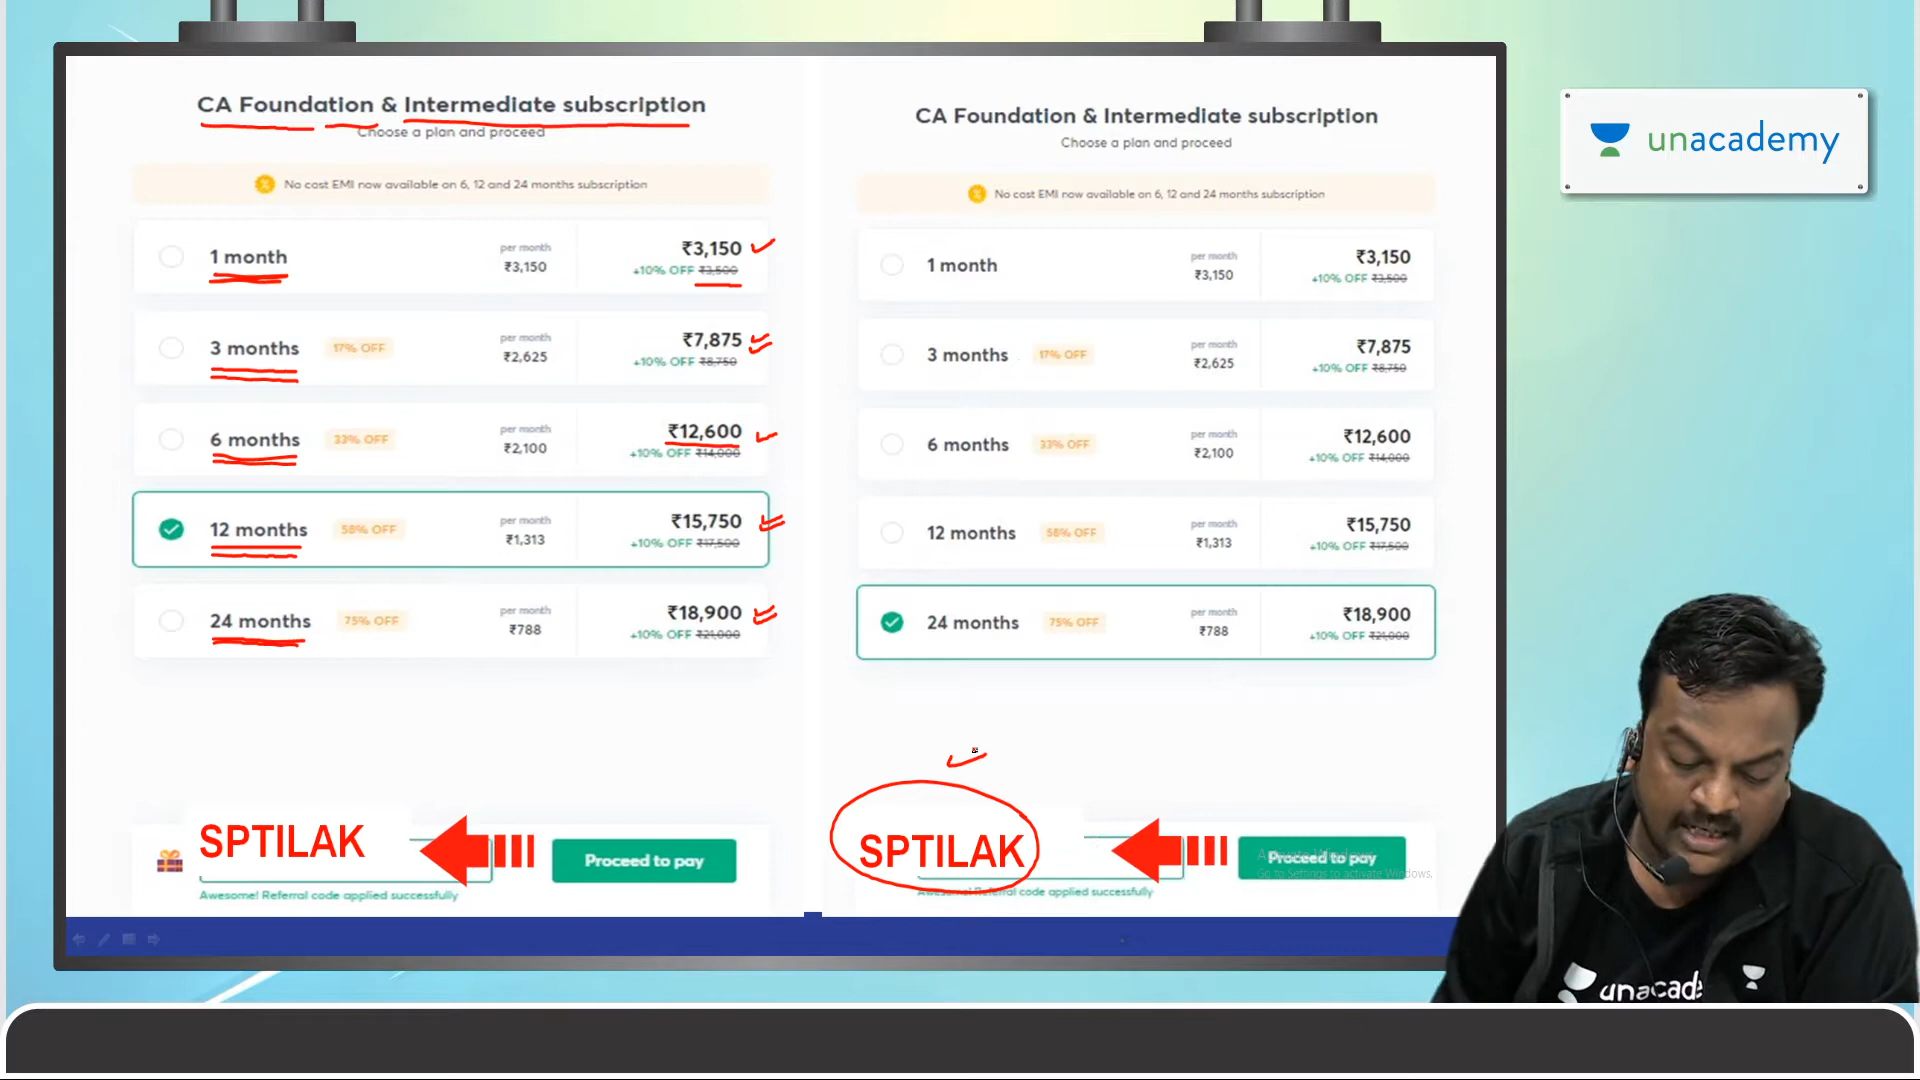 CA Foundation & Intermediate subscription
Choose a plan and proceed
No cost EMI now available on 6, 12 and 24 months subscription
1 month
per month
₹3,150
₹3,150
+10% OFF ₹3,500
3 months
17% OFF
per month
₹2,625
₹7,875
+10% OFF ₹8,750
6 months
33% OFF
per month
₹2,100
₹12,600
+10% OFF ₹14,000
12 months
58% OFF
per month
₹1,313
₹15,750
+10% OFF ₹17,500
24 months
75% OFF
per month
₹788
₹18,900
+10% OFF ₹21,000
SPTILAK
Proceed to pay
Awesome! Referral code applied successfully
CA Foundation & Intermediate subscription
Choose a plan and proceed
No cost EMI now available on 6, 12 and 24 months subscription
1 month
per month
₹3,150
₹3,150
+10% OFF ₹3,500
3 months
17% OFF
per month
₹2,625
₹7,875
+10% OFF ₹8,750
6 months
33% OFF
per month
₹2,100
₹12,600
+10% OFF ₹14,000
12 months
58% OFF
per month
₹1,313
₹15,750
+10% OFF ₹17,500
24 months
75% OFF
per month
₹788
₹18,900
+10% OFF ₹21,000
SPTILAK
Proceed to pay
Activate Windows
Go to Settings to activate Windows.
Awesome! Referral code applied successfully
unacademy
unacade